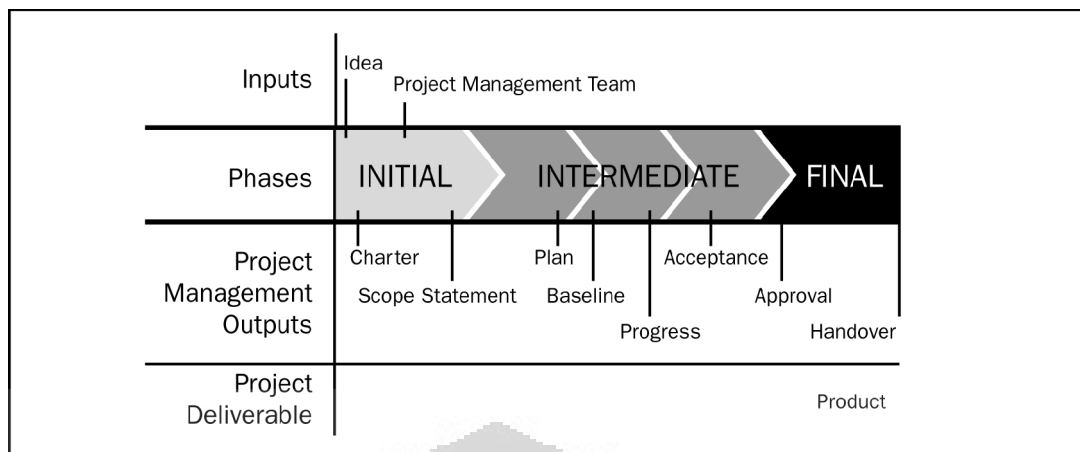 Inputs
Idea
Project Management Team
Phases
INITIAL
INTERMEDIATE
FINAL
Project
Management
Outputs
Charter
Scope Statement
Plan
Baseline
Progress
Acceptance
Approval
Handover
Project
Deliverable
Product